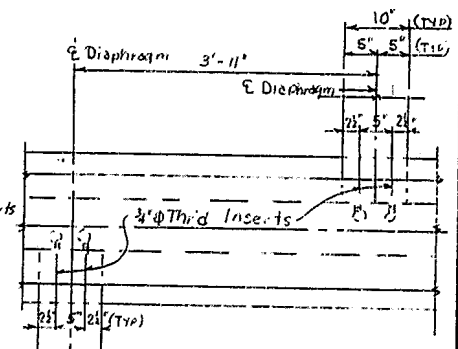 10" (TYP)
5" 5" (TYP)
℄ Diaphragm 3'-11"
℄ Diaphragm
2½" 5" 2½"
¾"φ Thrd Inserts
2½" 5" 2½" (TYP)